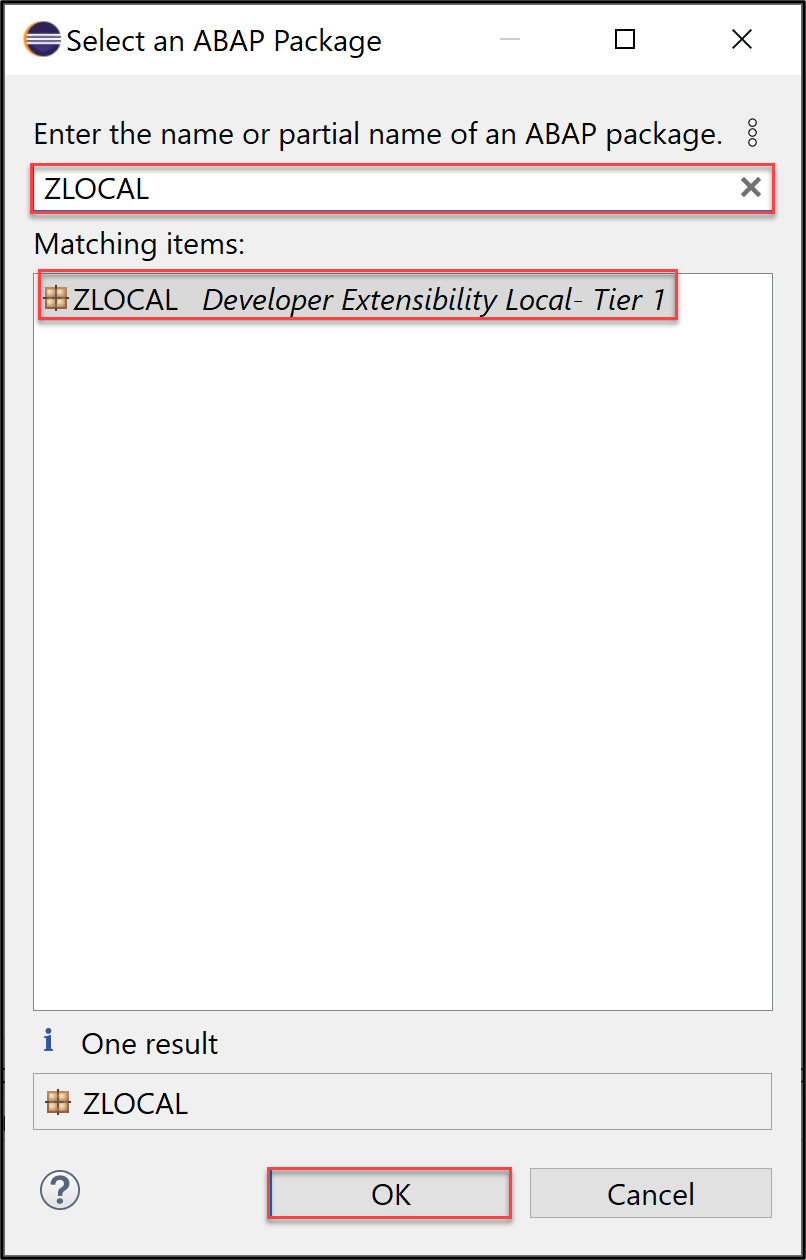 Select an ABAP Package
Enter the name or partial name of an ABAP package.
ZLOCAL
Matching items:
ZLOCAL Developer Extensibility Local- Tier 1
One result
ZLOCAL
OK Cancel